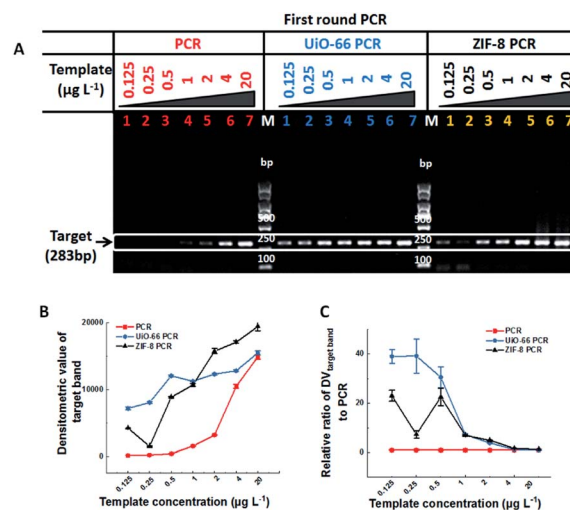 First round PCR
A
PCR UiO-66 PCR ZIF-8 PCR
Template
(μg L⁻¹)
0.125 0.25 0.5 1 2 4 20 0.125 0.25 0.5 1 2 4 20 0.125 0.25 0.5 1 2 4 20
1 2 3 4 5 6 7 M 1 2 3 4 5 6 7 M 1 2 3 4 5 6 7
bp bp
500 500
Target
(283bp)
250 250
100 100
B
PCR
UiO-66 PCR
ZIF-8 PCR
Densitometric value of
target band
20000
10000
0
0.125 0.25 0.5 1 2 4 20
Template concentration (μg L⁻¹)
C
PCR
UiO-66 PCR
ZIF-8 PCR
Relative ratio of DV target band
to PCR
40
20
0
0.125 0.25 0.5 1 2 4 20
Template concentration (μg L⁻¹)